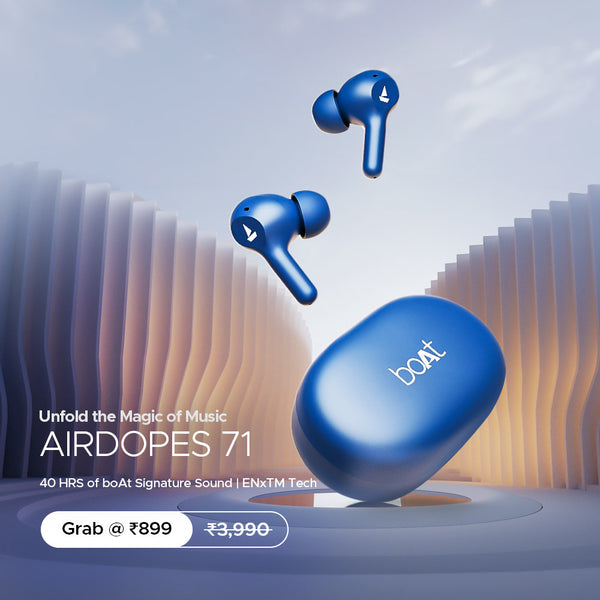 boAt
Unfold the Magic of Music
AIRDOPES 71
40 HRS of boAt Signature Sound | ENxTM Tech
Grab @ ₹899 ₹3,990